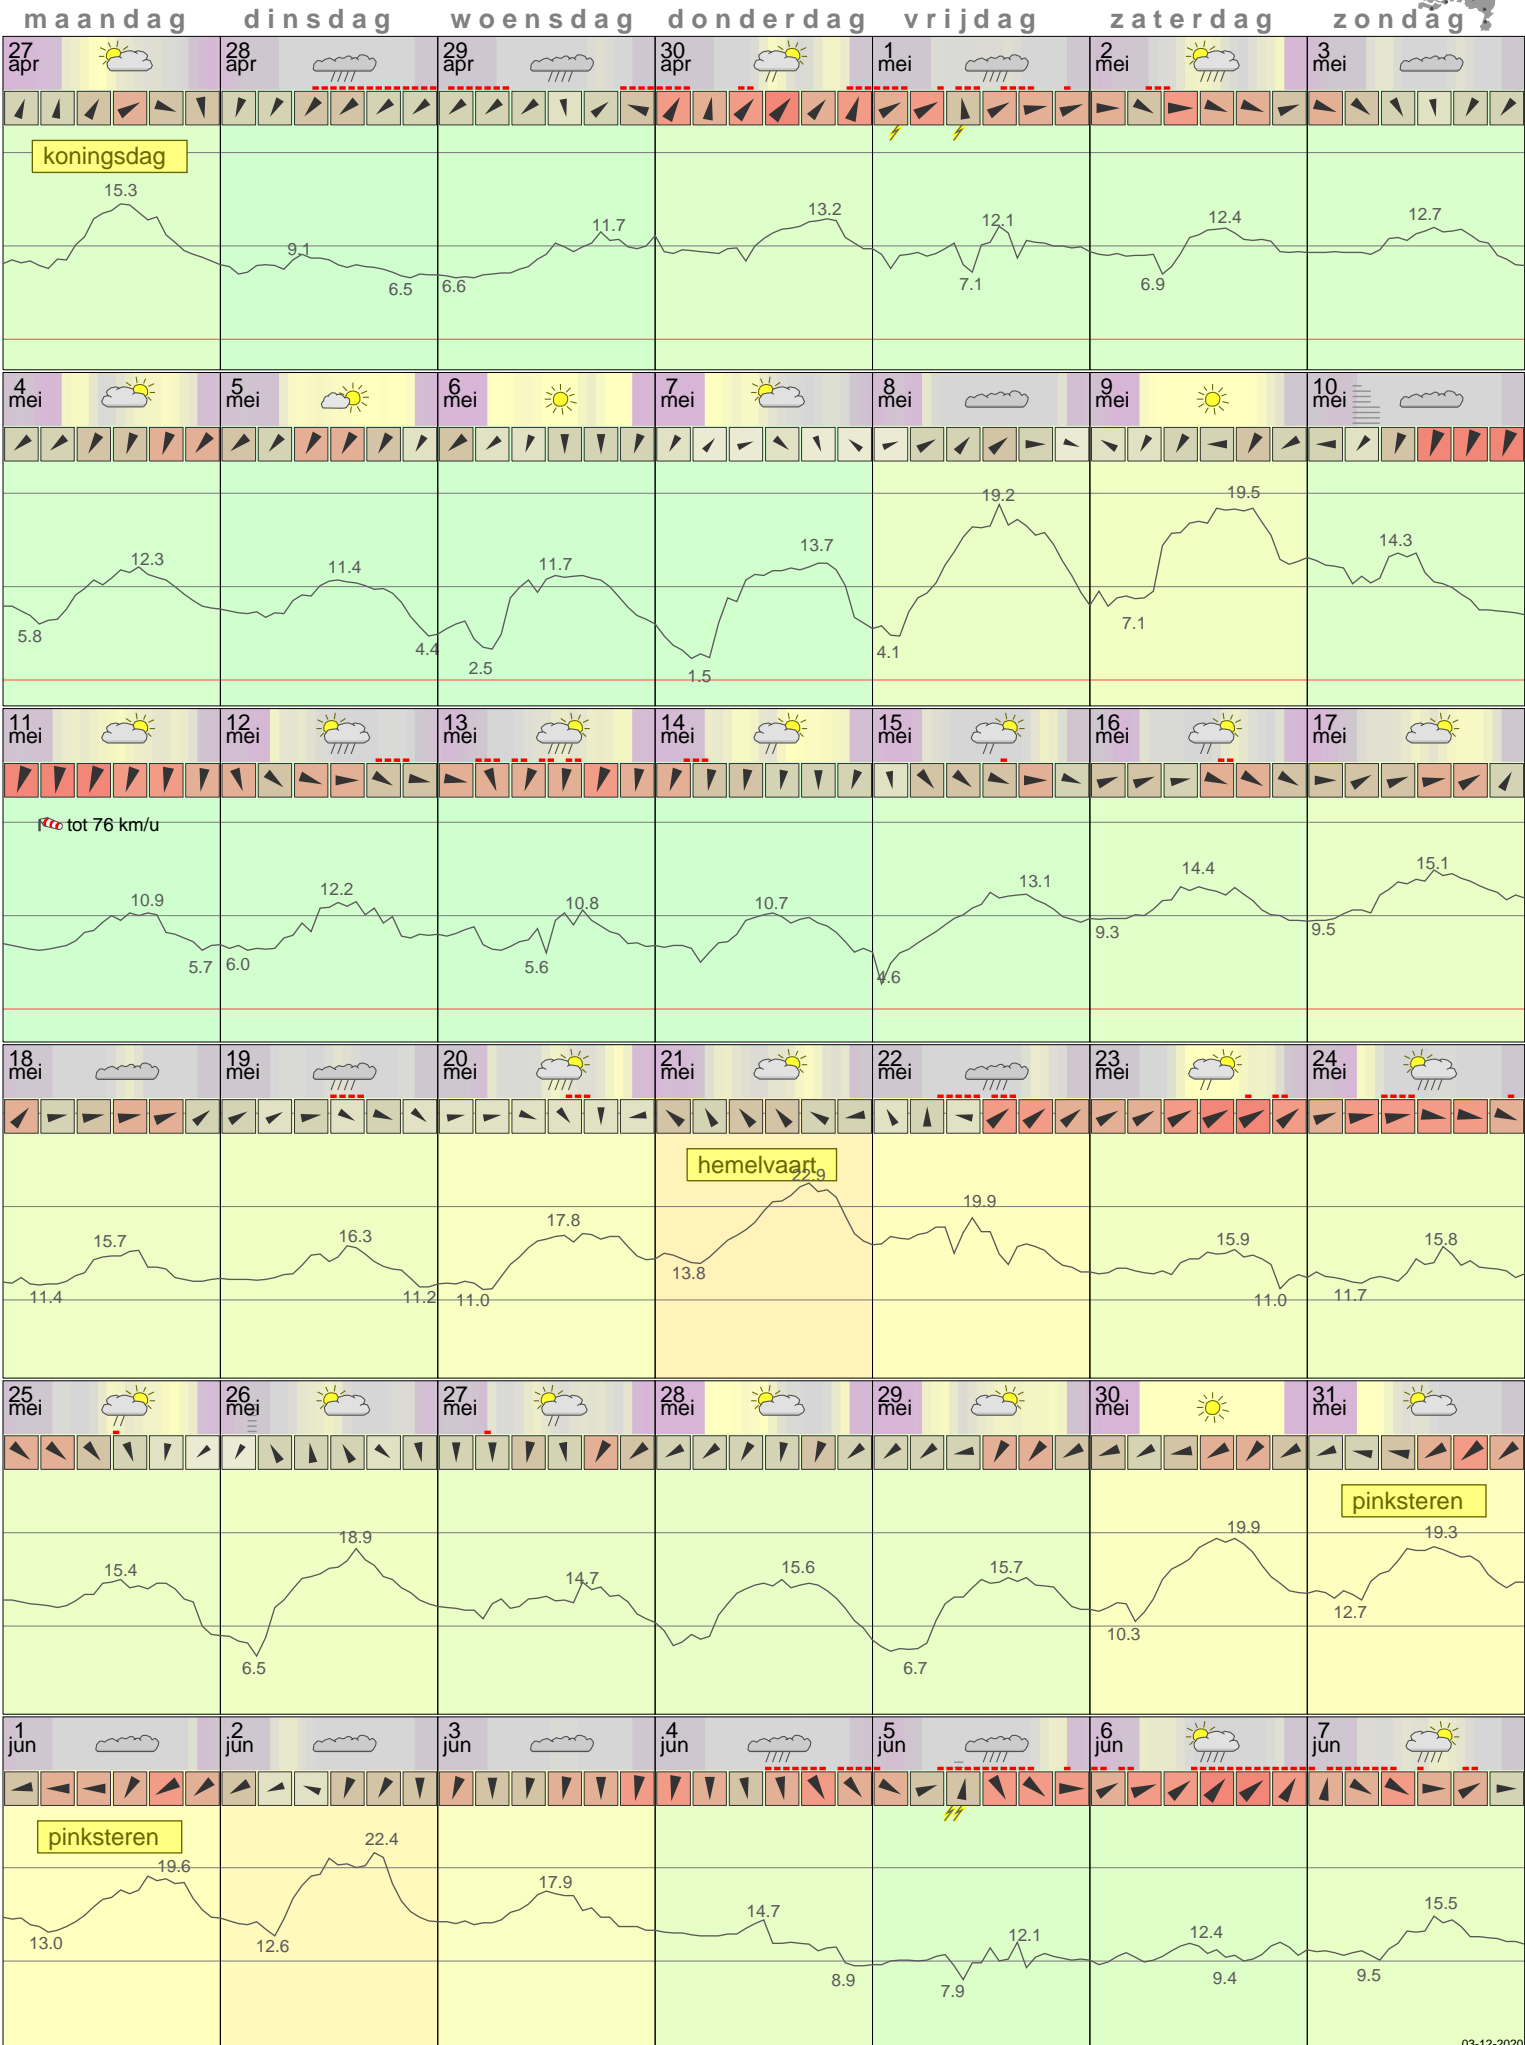 maandag dinsdag woensdag donderdag vrijdag zaterdag zondag
27 28 29 30 1 2 3
apr apr apr apr mei mei mei
koningsdag
15.3 9.1 6.5 6.6 11.7 13.2 12.1 7.1 6.9 12.4 12.7
4 5 6 7 8 9 10
mei mei mei mei mei mei mei
5.8 12.3 11.4 4.4 2.5 11.7 1.5 13.7 4.1 19.2 7.1 19.5 14.3
11 12 13 14 15 16 17
mei mei mei mei mei mei mei
tot 76 km/u
10.9 5.7 6.0 12.2 5.6 10.8 10.7 4.6 13.1 9.3 14.4 9.5 15.1
18 19 20 21 22 23 24
mei mei mei mei mei mei mei
hemelvaart
11.4 15.7 16.3 11.2 11.0 17.8 13.8 22.9 19.9 15.9 11.0 11.7 15.8
25 26 27 28 29 30 31
mei mei mei mei mei mei mei
pinksteren
15.4 6.5 18.9 14.7 15.6 6.7 15.7 10.3 19.9 12.7 19.3
1 2 3 4 5 6 7
jun jun jun jun jun jun jun
pinksteren
13.0 19.6 12.6 22.4 17.9 14.7 8.9 7.9 12.1 12.4 9.4 9.5 15.5
03-12-2020